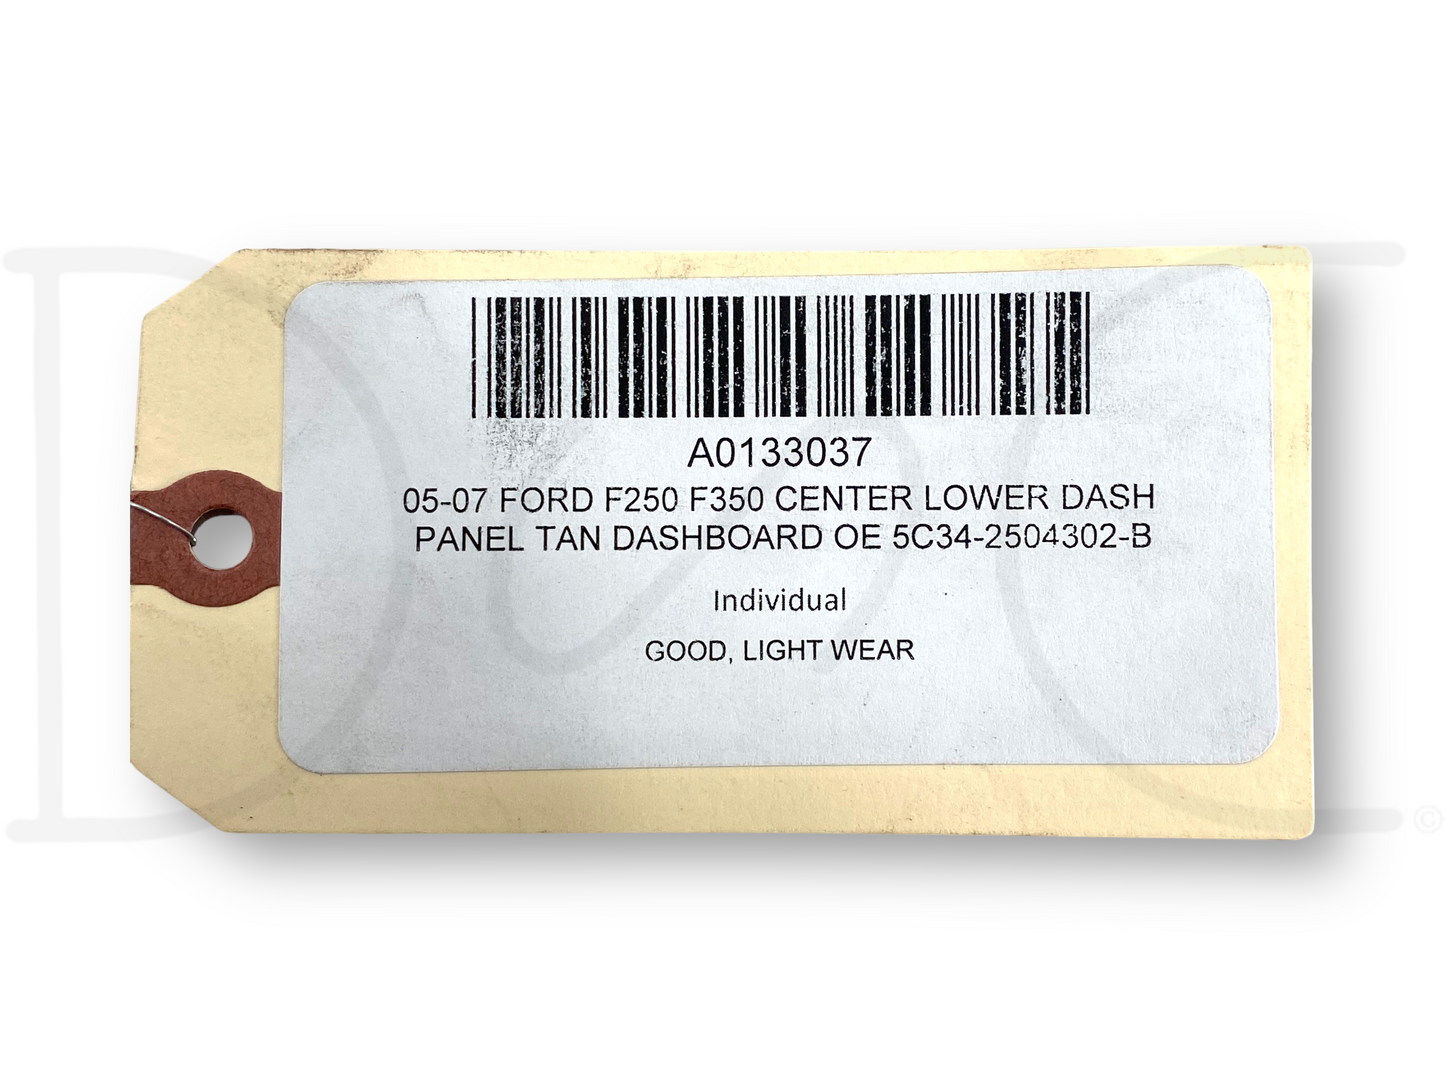 A0133037
05-07 FORD F250 F350 CENTER LOWER DASH
PANEL TAN DASHBOARD OE 5C34-2504302-B
Individual
GOOD, LIGHT WEAR
©